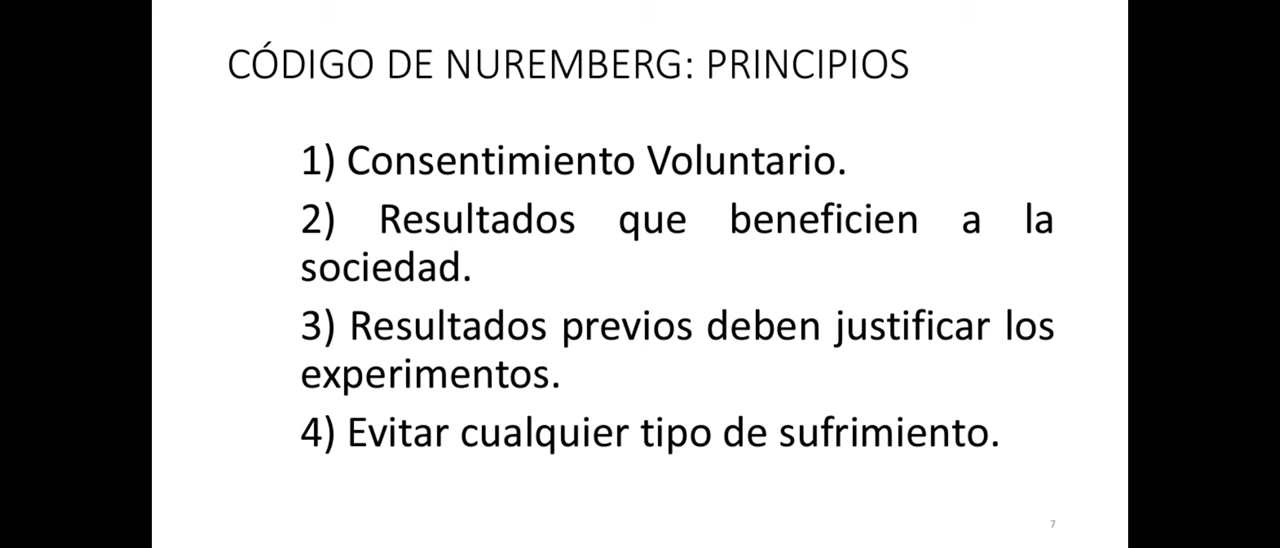 CÓDIGO DE NUREMBERG: PRINCIPIOS
1) Consentimiento Voluntario.
2) Resultados que beneficien a la
sociedad.
3) Resultados previos deben justificar los
experimentos.
4) Evitar cualquier tipo de sufrimiento.
7